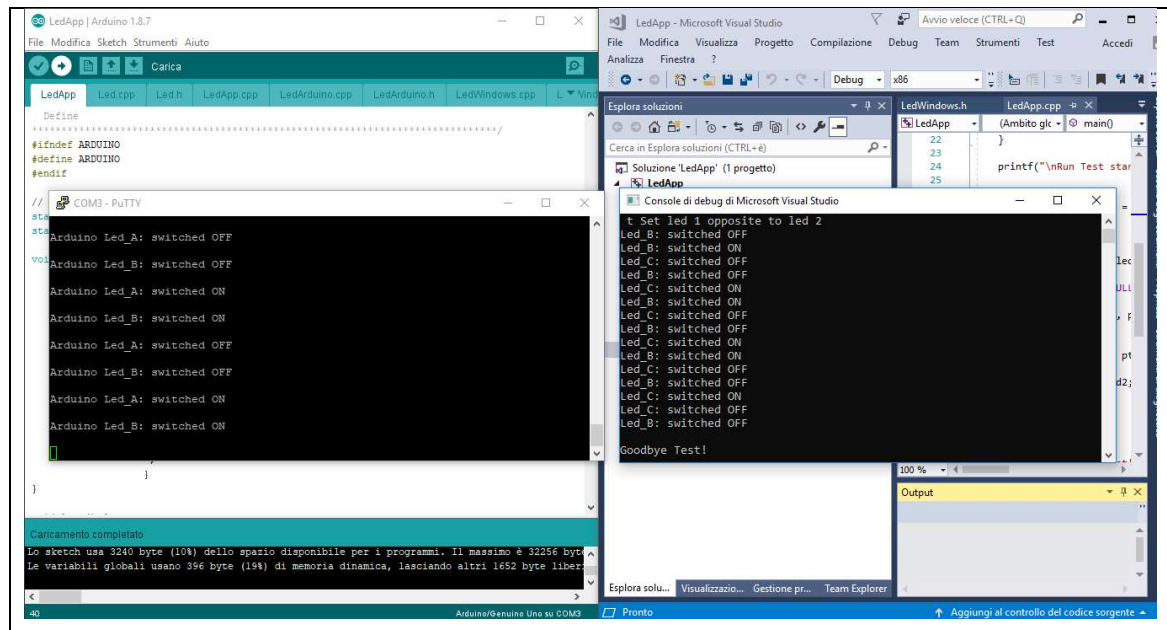 LedApp | Arduino 1.8.7
File Modifica Sketch Strumenti Aiuto
Carica
LedApp Led.cpp Led.h LedApp.cpp LedArduino.cpp LedArduino.h LedWindows.cpp
Define
#ifndef ARDUINO
#define ARDUINO
#endif
//
COM3 - PuTTY
Arduino Led_A: switched OFF
Arduino Led_B: switched OFF
Arduino Led_A: switched ON
Arduino Led_B: switched ON
Arduino Led_A: switched OFF
Arduino Led_B: switched OFF
Arduino Led_A: switched ON
Arduino Led_B: switched ON
}
}
Caricamento completato
Lo sketch usa 3240 byte (10%) dello spazio disponibile per i programmi. Il massimo è 32256 byte
Le variabili globali usano 396 byte (19%) di memoria dinamica, lasciando altri 1652 byte liber
40 Arduino/Genuino Uno su COM3
LedApp - Microsoft Visual Studio
Avvio veloce (CTRL+Q)
File Modifica Visualizza Progetto Compilazione Debug Team Strumenti Test Accedi
Analizza Finestra ?
Debug x86
Esplora soluzioni
Cerca in Esplora soluzioni (CTRL+è)
Soluzione 'LedApp' (1 progetto)
LedApp
LedWindows.h LedApp.cpp
LedApp (Ambito glc main()
22 }
23
24 printf("\nRun Test star
25
Console di debug di Microsoft Visual Studio
t Set led 1 opposite to led 2
Led_B: switched OFF
Led_B: switched ON
Led_C: switched OFF
Led_B: switched OFF
Led_C: switched ON
Led_B: switched ON
Led_C: switched OFF
Led_B: switched OFF
Led_C: switched ON
Led_B: switched ON
Led_C: switched OFF
Led_B: switched OFF
Led_C: switched ON
Led_C: switched OFF
Led_B: switched OFF
Goodbye Test!
100 %
Output
Esplora solu... Visualizzazio... Gestione pr... Team Explorer
Pronto
Aggiungi al controllo del codice sorgente